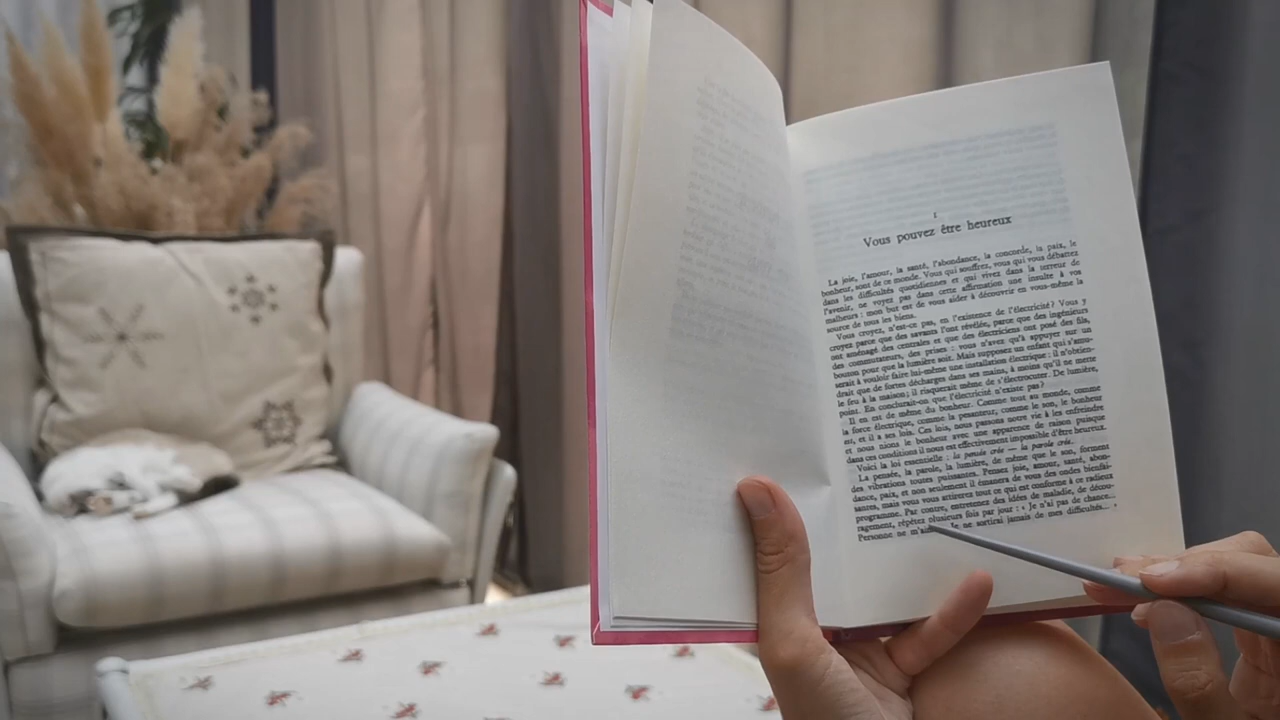 I
Vous pouvez être heureux
La joie, l'amour, la santé, l'abondance, la concorde, la paix, le
bonheur, sont de ce monde. Vous qui souffrez, vous qui vous débattez
dans les difficultés quotidiennes et qui vivez dans la terreur de
l'avenir, ne voyez pas dans cette affirmation une insulte à vos
malheurs : mon but est de vous aider à découvrir en vous-même la
source de tous les biens.
Vous croyez, n'est-ce pas, en l'existence de l'électricité? Vous y
croyez parce que des savants l'ont révélée, parce que des ingénieurs
ont aménagé des centrales et que des électriciens ont posé des fils,
des commutateurs, des prises : vous n'avez qu'à appuyer sur un
bouton pour que la lumière soit. Mais supposez un enfant qui s'amu-
serait à vouloir faire lui-même une installation électrique : il n'obtien-
drait que de fortes décharges dans ses mains, à moins qu'il ne mette
le feu à la maison; il risquerait même de s'électrocuter. De lumière,
point. En conclurait-on que l'électricité n'existe pas?
Il en est de même du bonheur. Comme tout au monde, comme
la force électrique, comme la pesanteur, comme le son, le bonheur
est, et il a ses lois. Ces lois, nous passons notre vie à les enfreindre
et nous nions le bonheur avec une apparence de raison puisque
dans ces conditions il nous est effectivement impossible d'être heureux.
Voici la loi essentielle : la pensée crée — la parole crée.
La pensée, la parole, la lumière, de même que le son, forment
des vibrations toutes puissantes. Pensez joie, amour, santé, abon-
dance, paix, et non seulement il émanera de vous des ondes bienfai-
santes, mais vous vous attirerez tout ce qui est conforme à ce radieux
programme. Par contre, entretenez des idées de maladie, de décou-
ragement, répétez plusieurs fois par jour : « Je n'ai pas de chance...
Personne ne m'aime Je ne sortirai jamais de mes difficultés... »